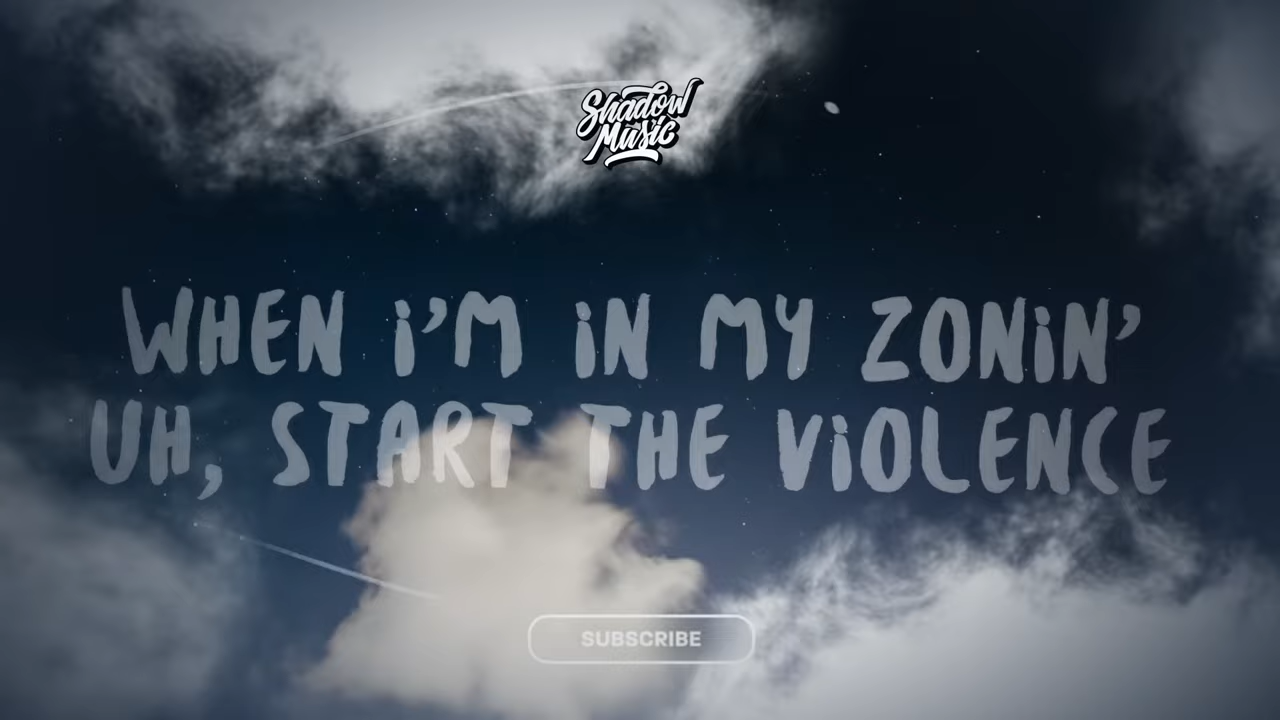 Shadow
Music
WHEN i'M iN MY ZONiN'
UH, START THE ViOLENCE
SUBSCRIBE